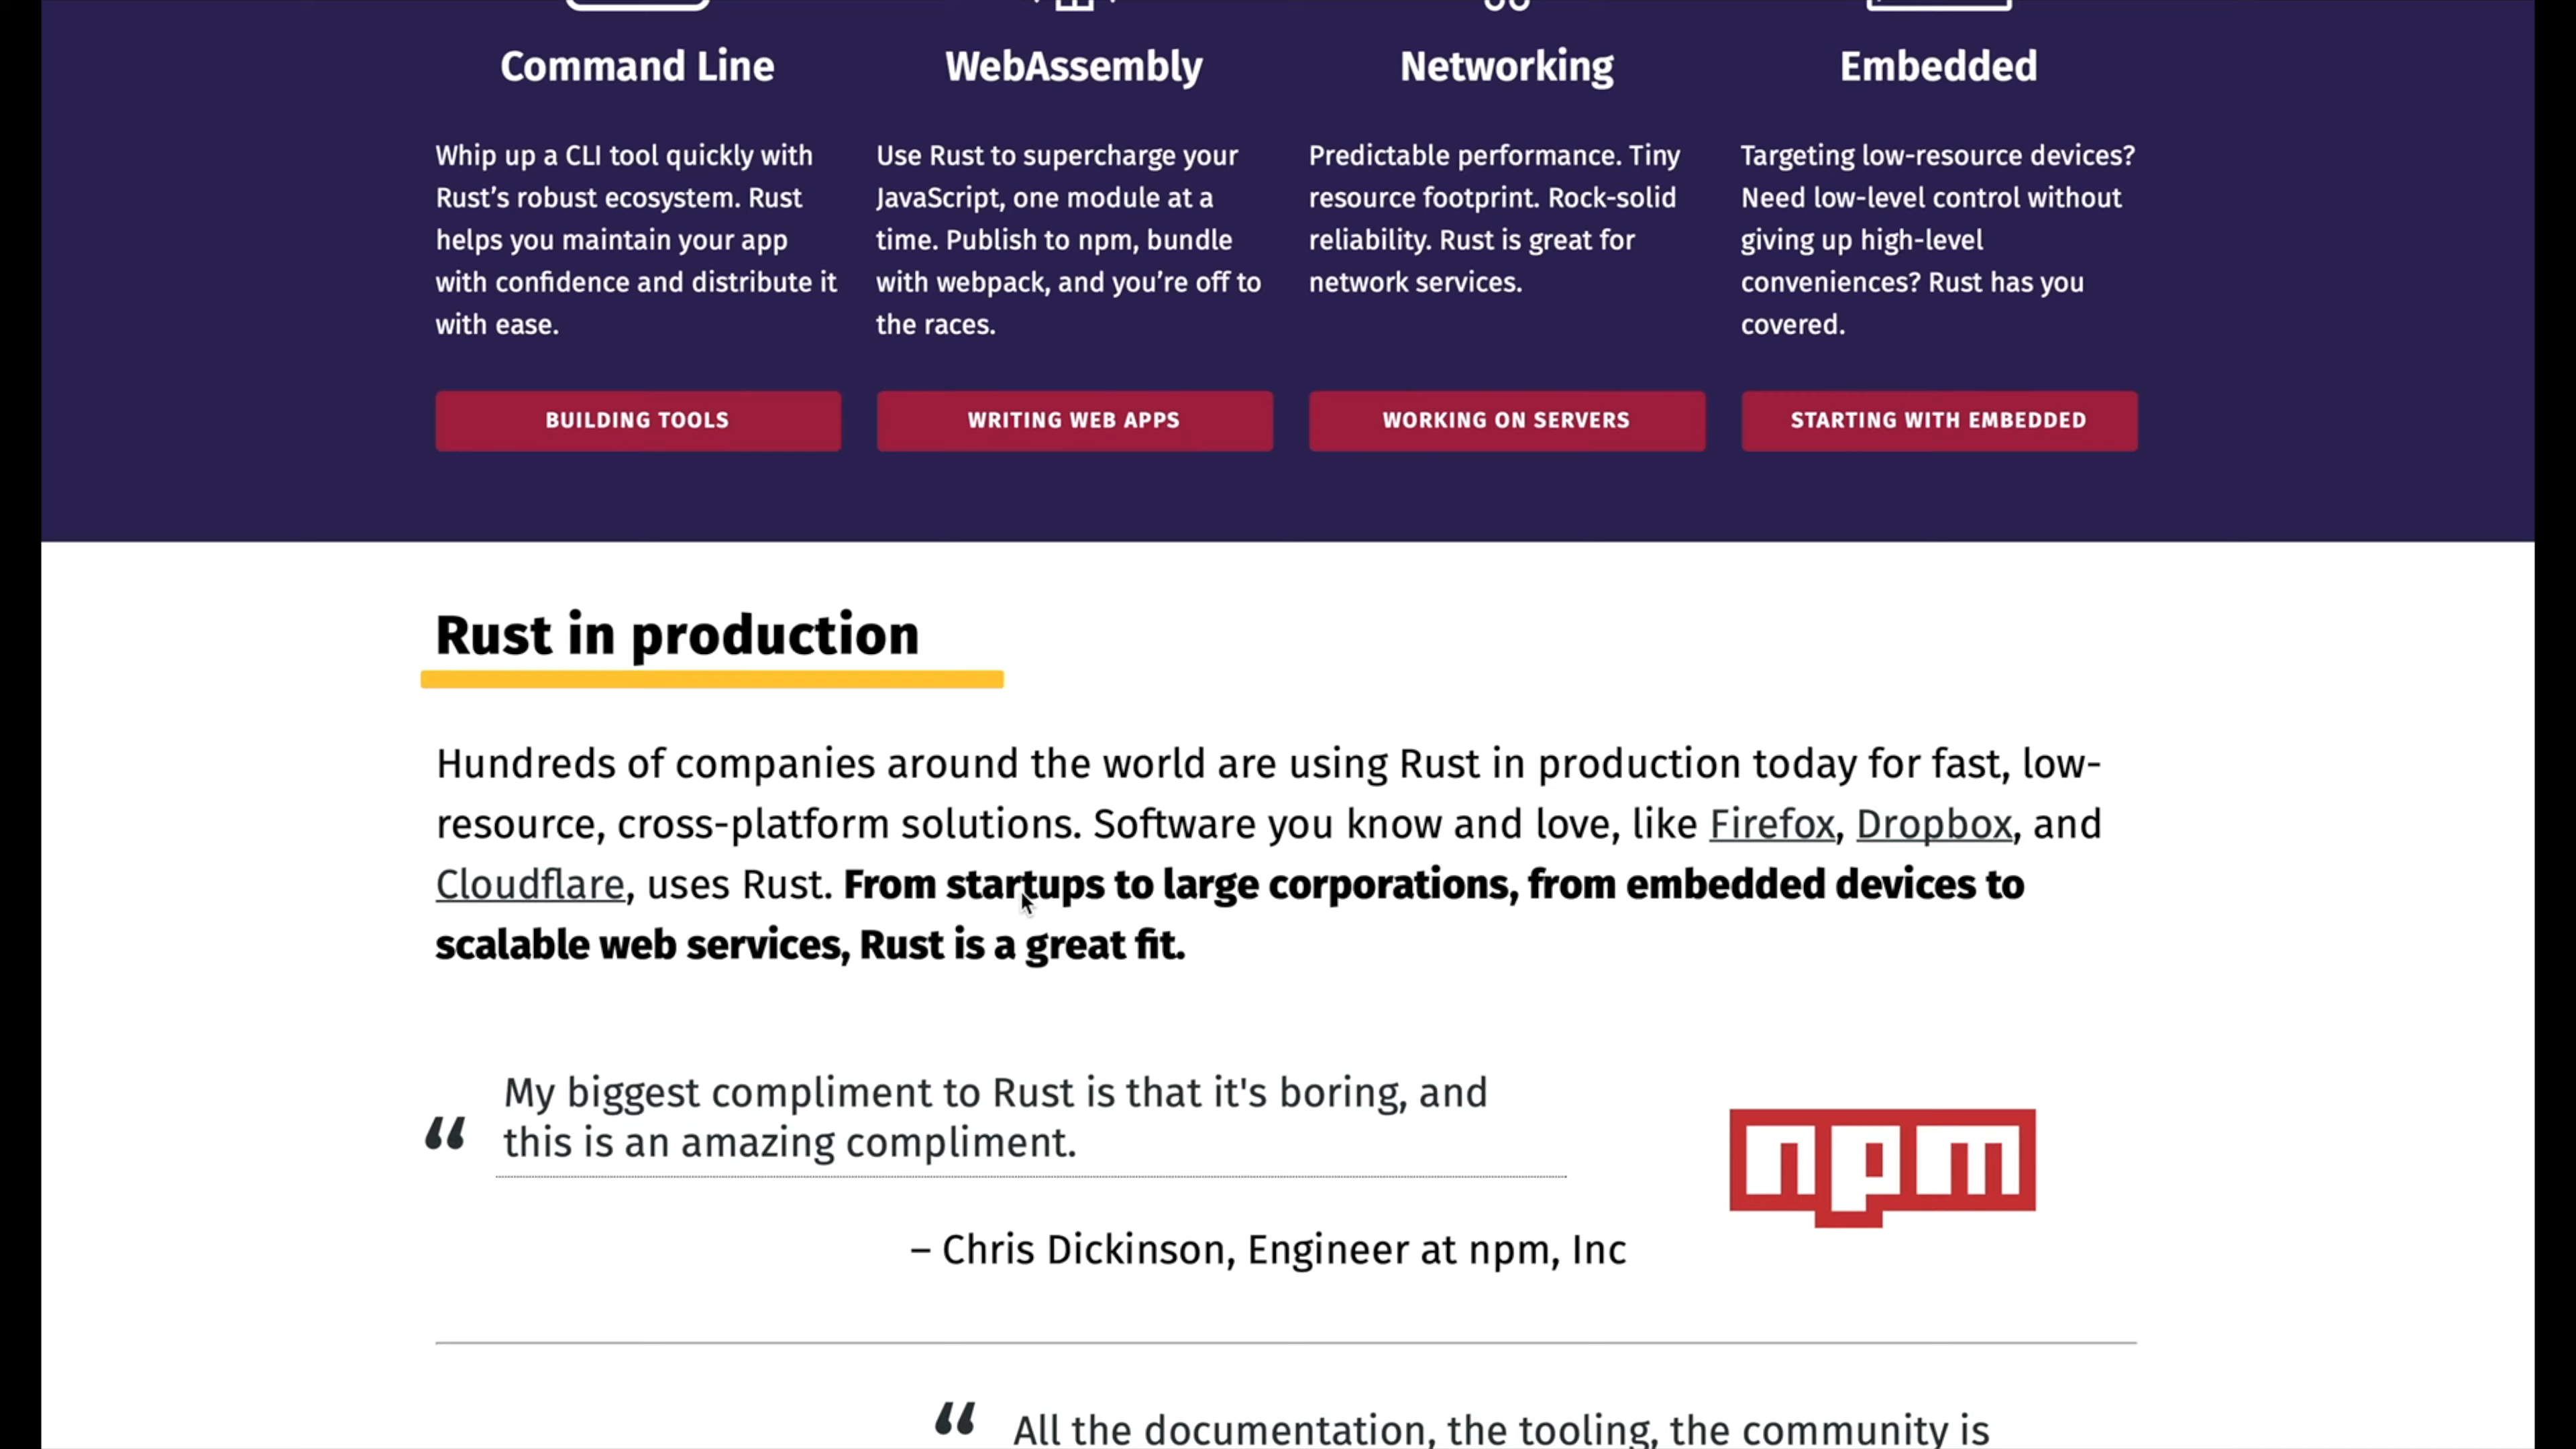 Command Line
Whip up a CLI tool quickly with
Rust’s robust ecosystem. Rust
helps you maintain your app
with confidence and distribute it
with ease.
BUILDING TOOLS
WebAssembly
Use Rust to supercharge your
JavaScript, one module at a
time. Publish to npm, bundle
with webpack, and you’re off to
the races.
WRITING WEB APPS
Networking
Predictable performance. Tiny
resource footprint. Rock-solid
reliability. Rust is great for
network services.
WORKING ON SERVERS
Embedded
Targeting low-resource devices?
Need low-level control without
giving up high-level
conveniences? Rust has you
covered.
STARTING WITH EMBEDDED
Rust in production
Hundreds of companies around the world are using Rust in production today for fast, low-
resource, cross-platform solutions. Software you know and love, like Firefox, Dropbox, and
Cloudflare, uses Rust. From startups to large corporations, from embedded devices to
scalable web services, Rust is a great fit.
“ My biggest compliment to Rust is that it's boring, and
this is an amazing compliment.
– Chris Dickinson, Engineer at npm, Inc
npm
“ All the documentation, the tooling, the community is